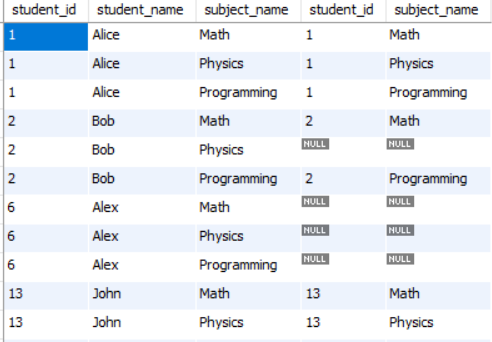 student_id student_name subject_name student_id subject_name
1 Alice Math 1 Math
1 Alice Physics 1 Physics
1 Alice Programming 1 Programming
2 Bob Math 2 Math
2 Bob Physics NULL NULL
2 Bob Programming 2 Programming
6 Alex Math NULL NULL
6 Alex Physics NULL NULL
6 Alex Programming NULL NULL
13 John Math 13 Math
13 John Physics 13 Physics